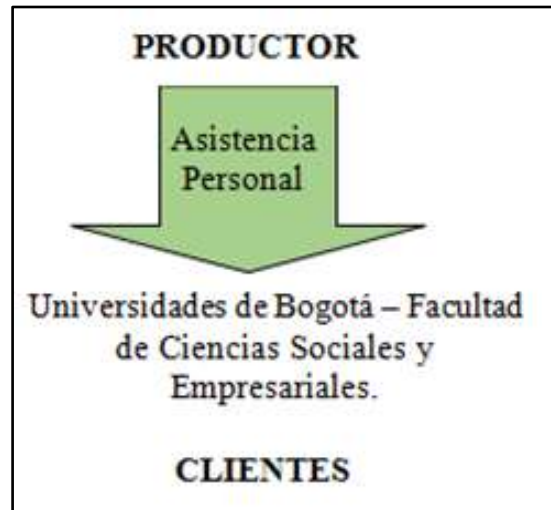 PRODUCTOR
Asistencia
Personal
Universidades de Bogotá – Facultad
de Ciencias Sociales y
Empresariales.
CLIENTES